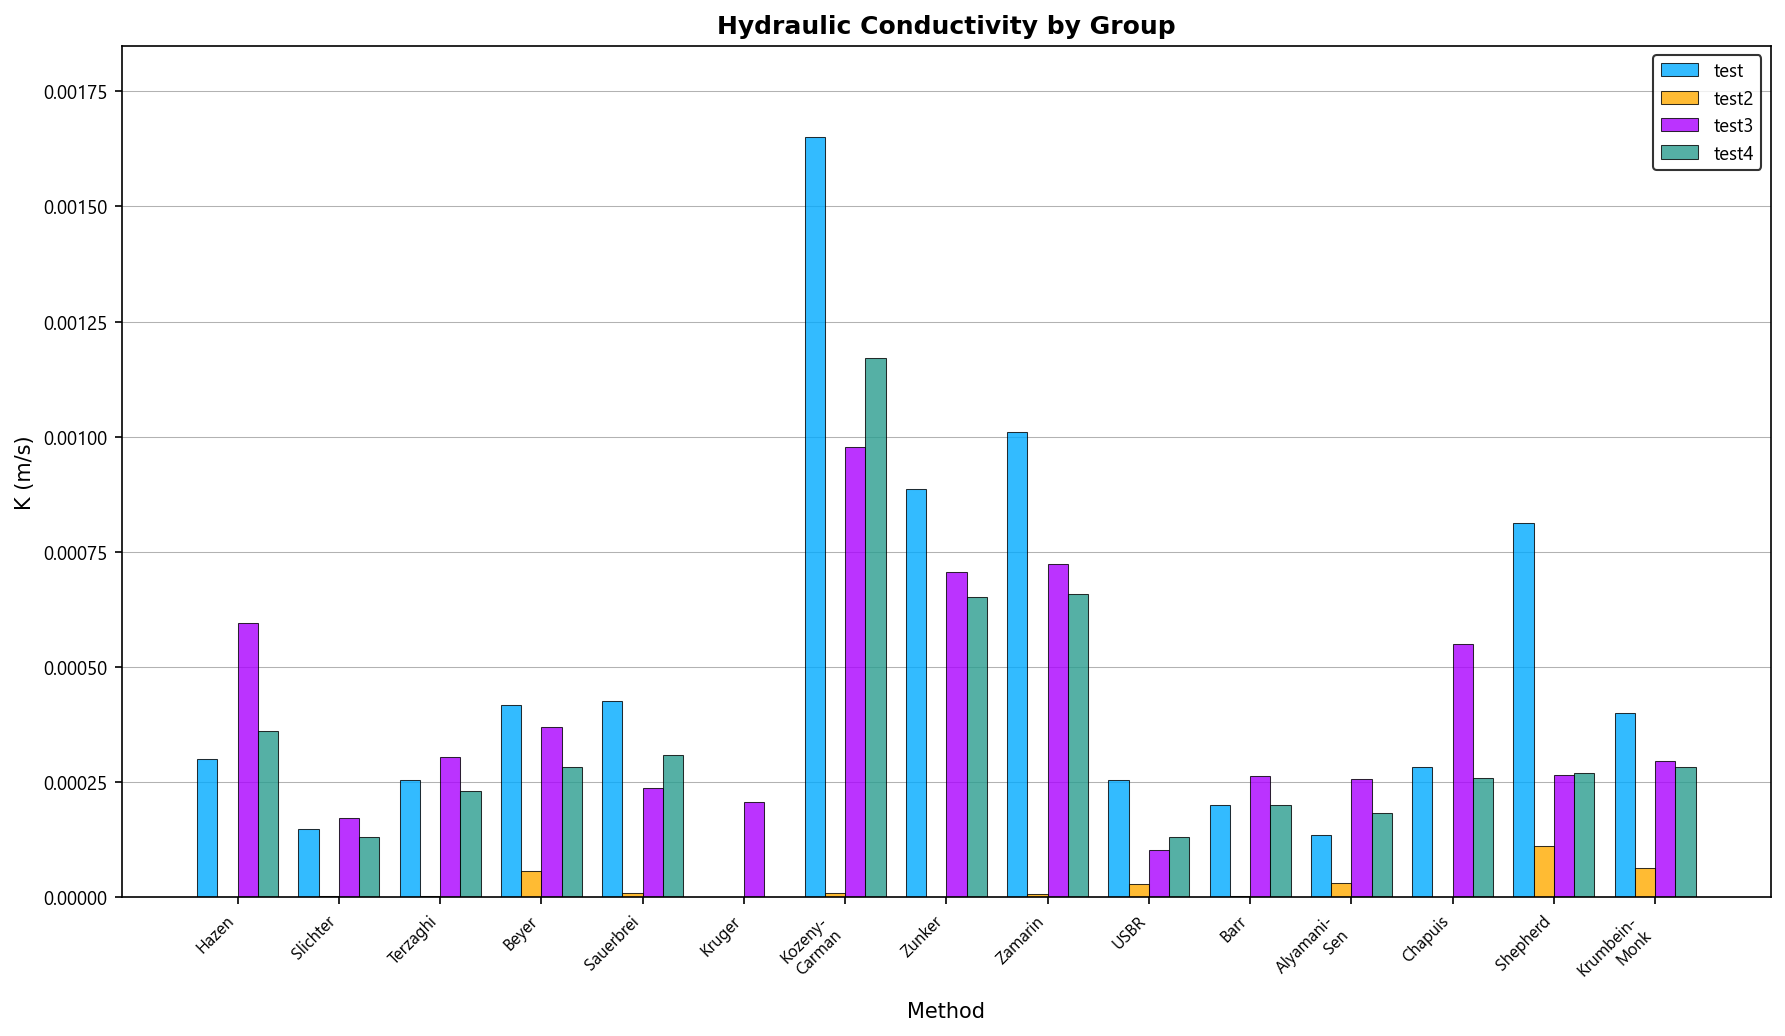 Hydraulic Conductivity by Group
test
test2
test3
test4
K (m/s)
0.00175
0.00150
0.00125
0.00100
0.00075
0.00050
0.00025
0.00000
Hazen
Slichter
Terzaghi
Beyer
Sauerbrei
Kruger
Kozeny-
Carman
Zunker
Zamarin
USBR
Barr
Alyamani-
Sen
Chapuis
Shepherd
Krumbein-
Monk
Method